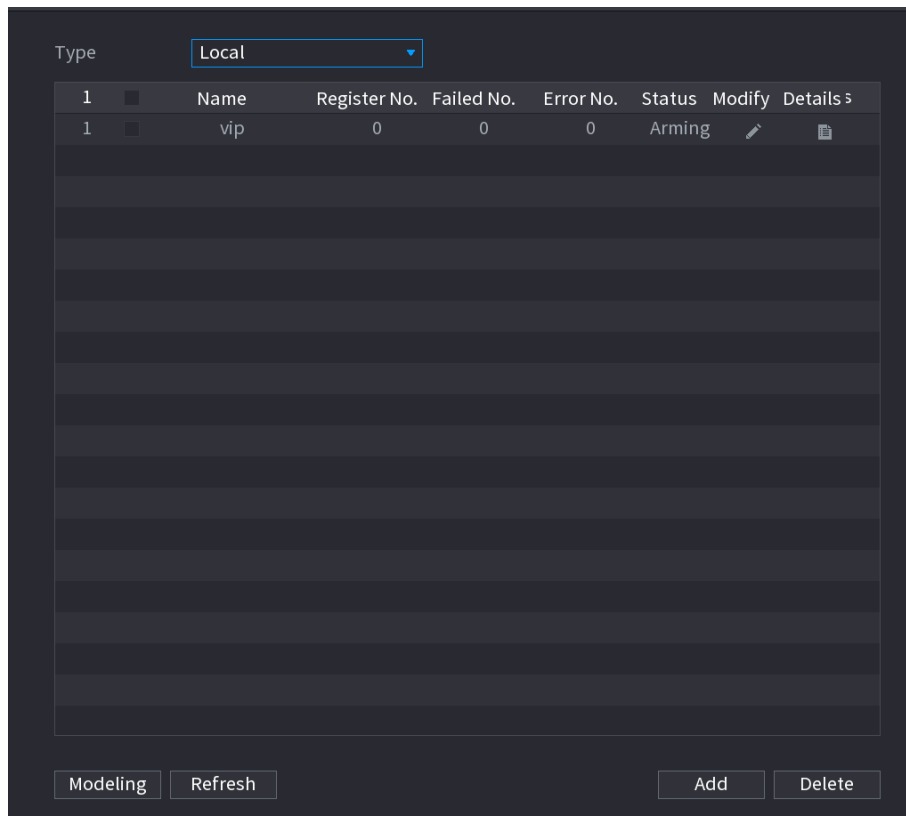 Type Local
1 Name Register No. Failed No. Error No. Status Modify Details s
1 vip 0 0 0 Arming
Modeling Refresh Add Delete